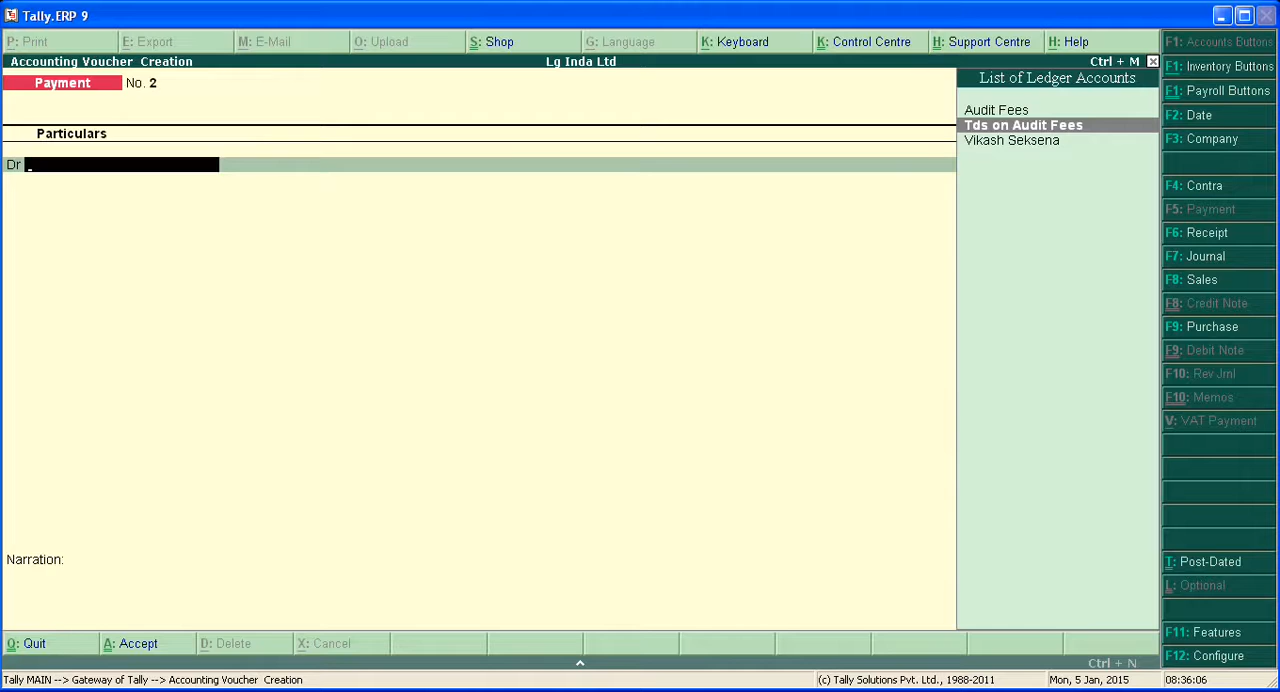 Tally.ERP 9
P: Print E: Export M: E-Mail O: Upload S: Shop G: Language K: Keyboard K: Control Centre H: Support Centre H: Help
Accounting Voucher Creation Lg Inda Ltd Ctrl + M
Payment No. 2
Particulars
Dr
Narration:
List of Ledger Accounts
Audit Fees
Tds on Audit Fees
Vikash Seksena
F1: Accounts Buttons
F1: Inventory Buttons
F1: Payroll Buttons
F2: Date
F3: Company
F4: Contra
F5: Payment
F6: Receipt
F7: Journal
F8: Sales
F8: Credit Note
F9: Purchase
F9: Debit Note
F10: Rev Jrnl
F10: Memos
V: VAT Payment
T: Post-Dated
L: Optional
F11: Features
F12: Configure
Q: Quit A: Accept D: Delete X: Cancel
Ctrl + N
Tally MAIN --> Gateway of Tally --> Accounting Voucher Creation (c) Tally Solutions Pvt. Ltd., 1988-2011 Mon, 5 Jan, 2015 08:36:06